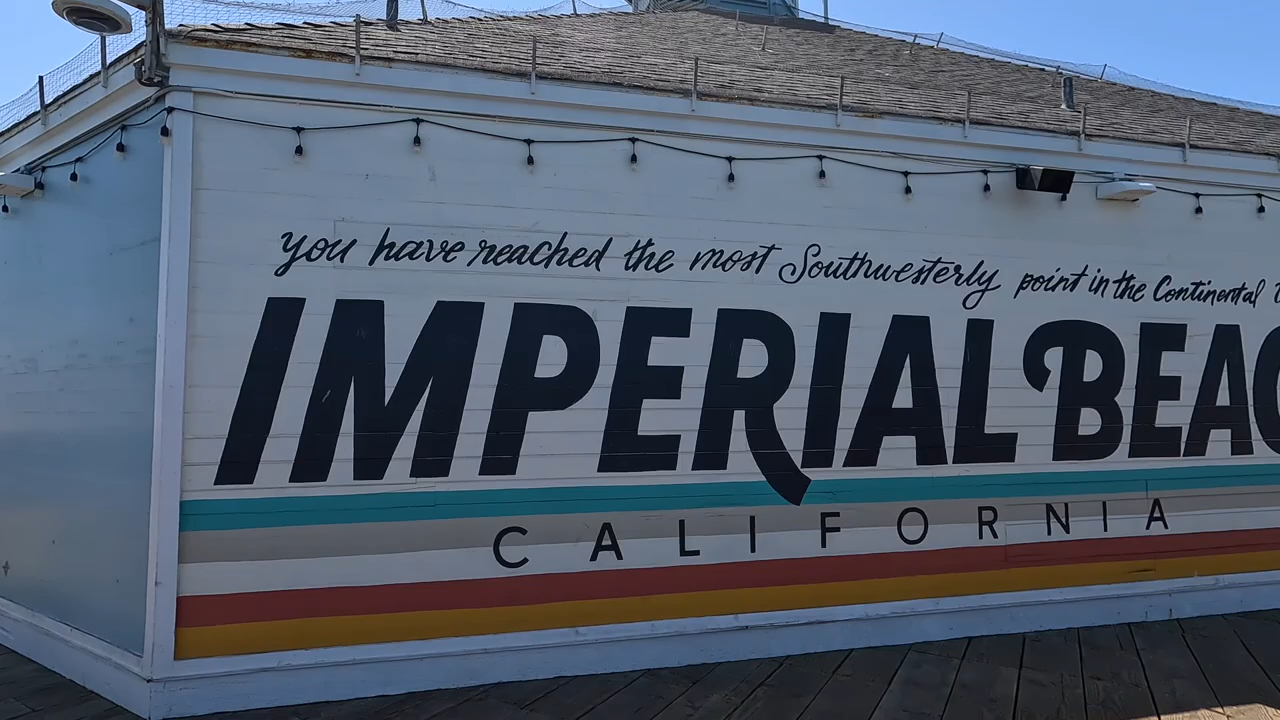 you have reached the most Southwesterly point in the Continental
IMPERIAL BEAC
CALIFORNIA